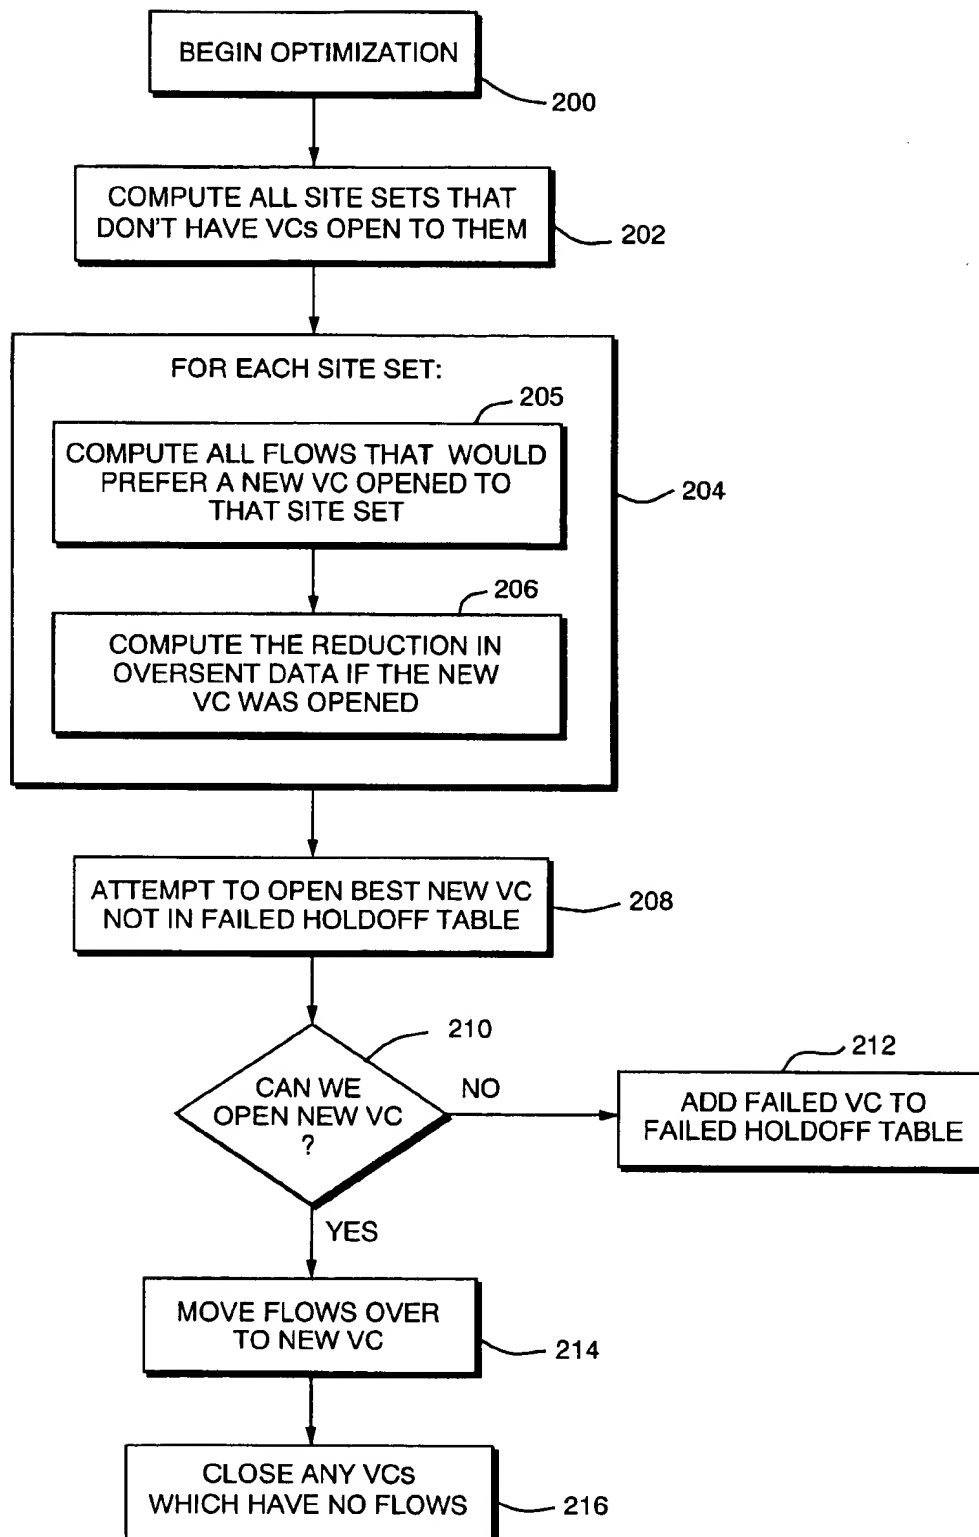 BEGIN OPTIMIZATION
200
COMPUTE ALL SITE SETS THAT
DON'T HAVE VCs OPEN TO THEM
202
FOR EACH SITE SET:
205
COMPUTE ALL FLOWS THAT WOULD
PREFER A NEW VC OPENED TO
THAT SITE SET
204
206
COMPUTE THE REDUCTION IN
OVERSENT DATA IF THE NEW
VC WAS OPENED
ATTEMPT TO OPEN BEST NEW VC
NOT IN FAILED HOLDOFF TABLE
208
210
CAN WE
OPEN NEW VC
?
NO
212
ADD FAILED VC TO
FAILED HOLDOFF TABLE
YES
MOVE FLOWS OVER
TO NEW VC
214
CLOSE ANY VCs
WHICH HAVE NO FLOWS
216